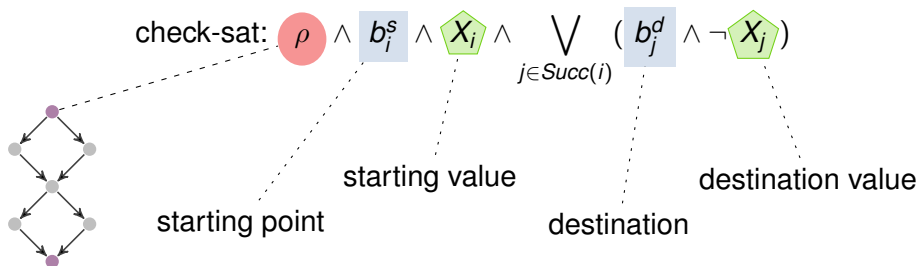 check-sat: ρ ∧ b_i^s ∧ X_i ∧ ⋁_{j∈Succ(i)} ( b_j^d ∧ ¬ X_j )
starting value
destination value
starting point
destination